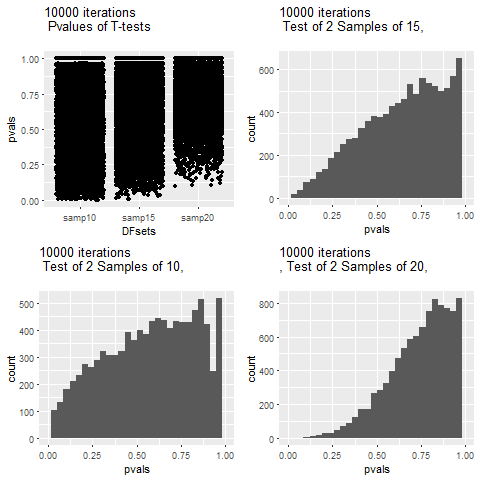 10000 iterations
Pvalues of T-tests
1.00
0.75
0.50
0.25
0.00
pvals
samp10 samp15 samp20
DFsets
10000 iterations
Test of 2 Samples of 15,
600
400
200
0
count
0.00 0.25 0.50 0.75 1.00
pvals
10000 iterations
Test of 2 Samples of 10,
500
400
300
200
100
0
count
0.00 0.25 0.50 0.75 1.00
pvals
10000 iterations
, Test of 2 Samples of 20,
800
600
400
200
0
count
0.00 0.25 0.50 0.75 1.00
pvals